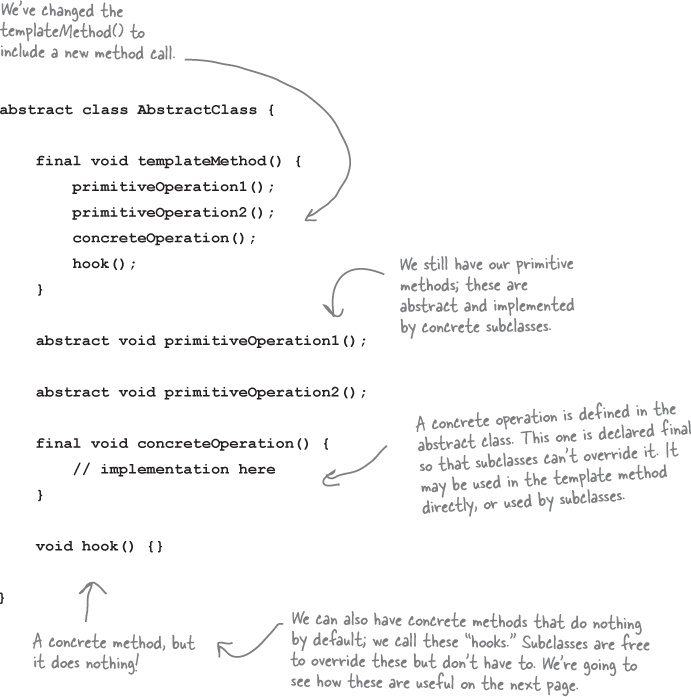 We've changed the
templateMethod() to
include a new method call.
abstract class AbstractClass {
final void templateMethod() {
primitiveOperation1();
primitiveOperation2();
concreteOperation();
hook();
}
We still have our primitive
methods; these are
abstract and implemented
by concrete subclasses.
abstract void primitiveOperation1();
abstract void primitiveOperation2();
final void concreteOperation() {
// implementation here
}
A concrete operation is defined in the
abstract class. This one is declared final
so that subclasses can't override it. It
may be used in the template method
directly, or used by subclasses.
void hook() {}
}
A concrete method, but
it does nothing!
We can also have concrete methods that do nothing
by default; we call these "hooks." Subclasses are free
to override these but don't have to. We're going to
see how these are useful on the next page.